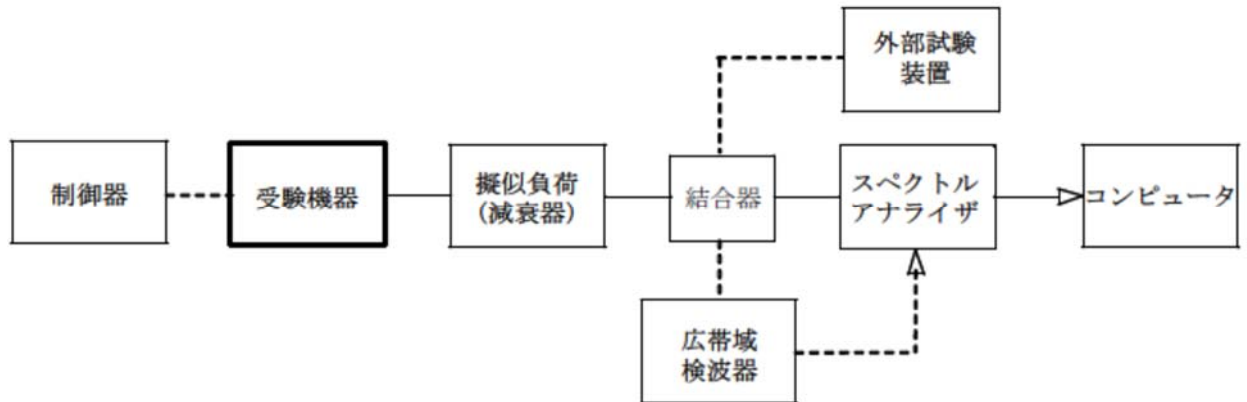 外部試験
装置
制御器
受験機器
擬似負荷
(減衰器)
結合器
スペクトル
アナライザ
コンピュータ
広帯域
検波器